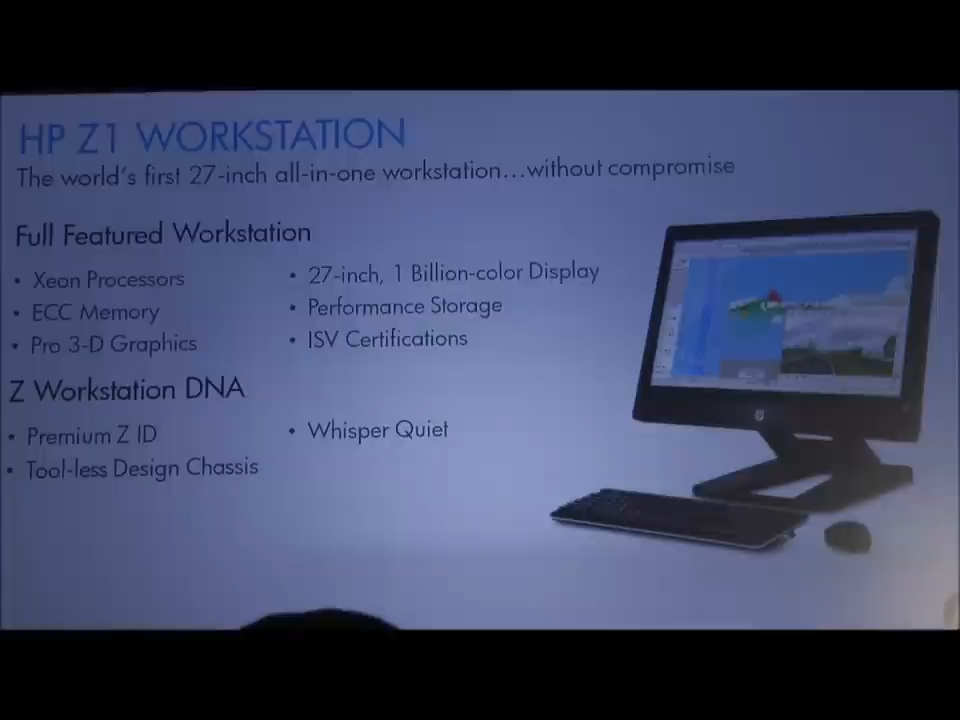 HP Z1 WORKSTATION
The world's first 27-inch all-in-one workstation...without compromise
Full Featured Workstation
• Xeon Processors
• ECC Memory
• Pro 3-D Graphics
• 27-inch, 1 Billion-color Display
• Performance Storage
• ISV Certifications
Z Workstation DNA
• Premium Z ID
• Tool-less Design Chassis
• Whisper Quiet